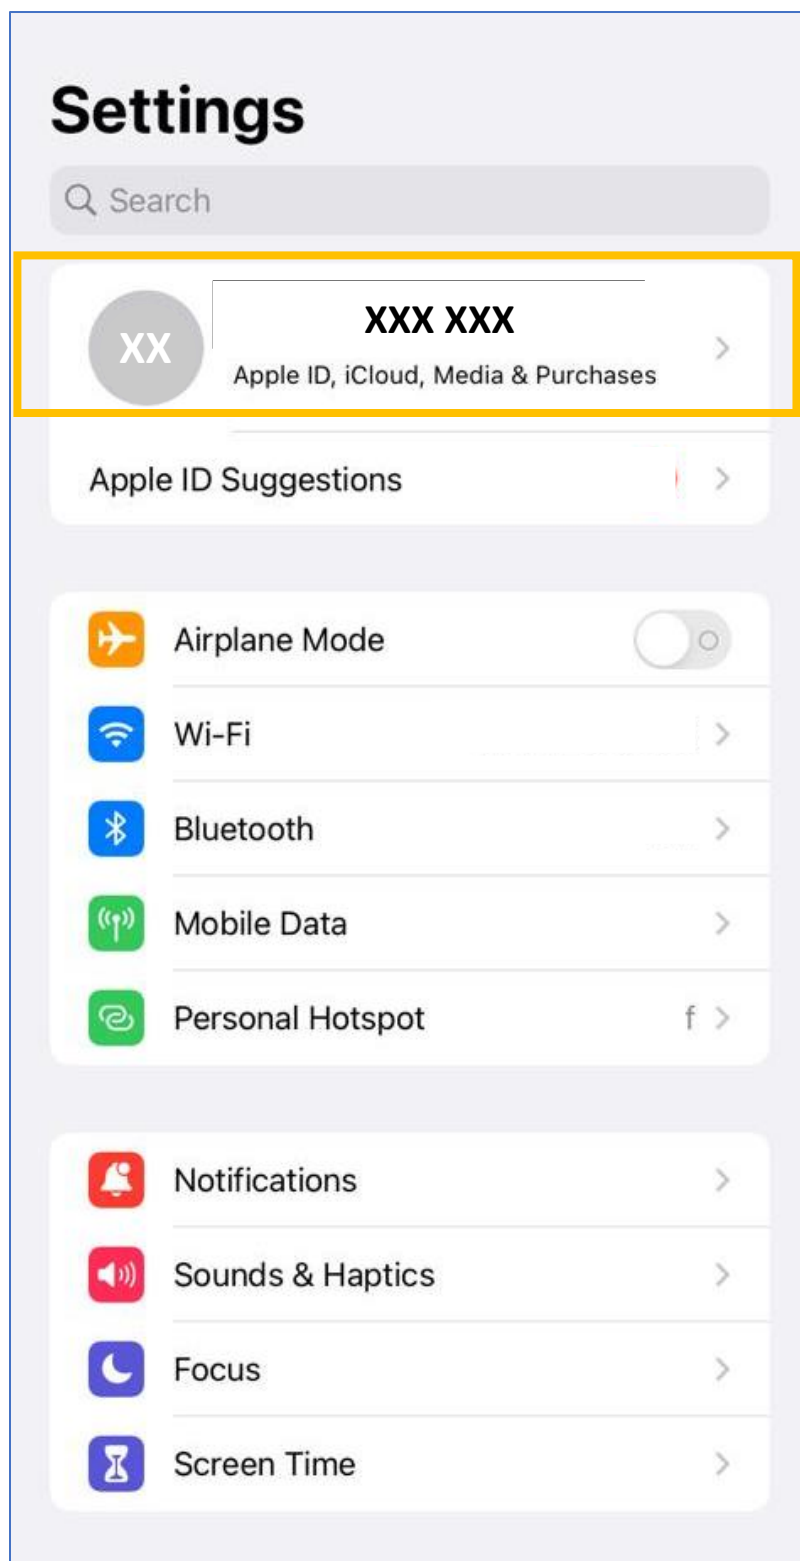 Settings
Search
XX
XXX XXX
Apple ID, iCloud, Media & Purchases
Apple ID Suggestions
Airplane Mode
Wi-Fi
Bluetooth
Mobile Data
Personal Hotspot f
Notifications
Sounds & Haptics
Focus
Screen Time